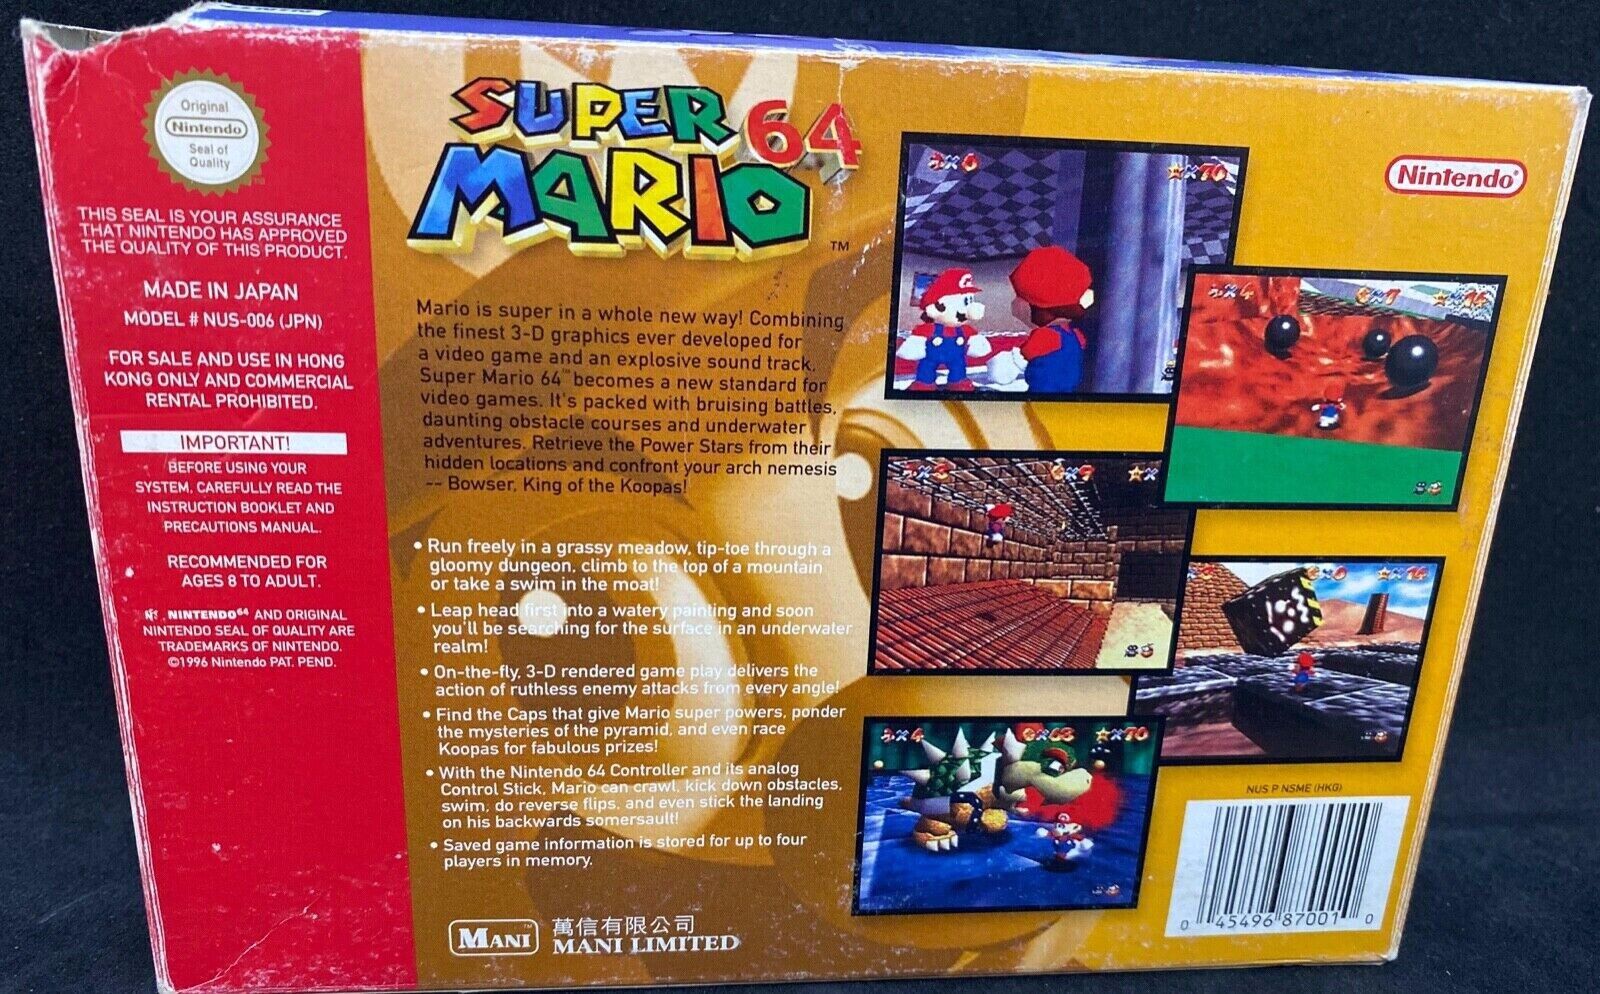 Original
Nintendo
Seal of
Quality
TM
THIS SEAL IS YOUR ASSURANCE
THAT NINTENDO HAS APPROVED
THE QUALITY OF THIS PRODUCT.
MADE IN JAPAN
MODEL # NUS-006 (JPN)
FOR SALE AND USE IN HONG
KONG ONLY AND COMMERCIAL
RENTAL PROHIBITED.
IMPORTANT!
BEFORE USING YOUR
SYSTEM, CAREFULLY READ THE
INSTRUCTION BOOKLET AND
PRECAUTIONS MANUAL.
RECOMMENDED FOR
AGES 8 TO ADULT.
, NINTENDO64 AND ORIGINAL
NINTENDO SEAL OF QUALITY ARE
TRADEMARKS OF NINTENDO.
©1996 Nintendo PAT. PEND.
SUPER
MARIO 64
TM
Mario is super in a whole new way! Combining
the finest 3-D graphics ever developed for
a video game and an explosive sound track,
Super Mario 64™ becomes a new standard for
video games. It's packed with bruising battles,
daunting obstacle courses and underwater
adventures. Retrieve the Power Stars from their
hidden locations and confront your arch nemesis
-- Bowser, King of the Koopas!
• Run freely in a grassy meadow, tip-toe through a
gloomy dungeon, climb to the top of a mountain
or take a swim in the moat!
• Leap head first into a watery painting and soon
you'll be searching for the surface in an underwater
realm!
• On-the-fly, 3-D rendered game play delivers the
action of ruthless enemy attacks from every angle!
• Find the Caps that give Mario super powers, ponder
the mysteries of the pyramid, and even race
Koopas for fabulous prizes!
• With the Nintendo 64 Controller and its analog
Control Stick, Mario can crawl, kick down obstacles,
swim, do reverse flips, and even stick the landing
on his backwards somersault!
• Saved game information is stored for up to four
players in memory.
MANI™
萬信有限公司
MANI LIMITED
Nintendo®
×70
×4
×7
×14
×9
×0
×14
×4
×63
×70
NUS P NSME (HKG)
0 45496 87001 0